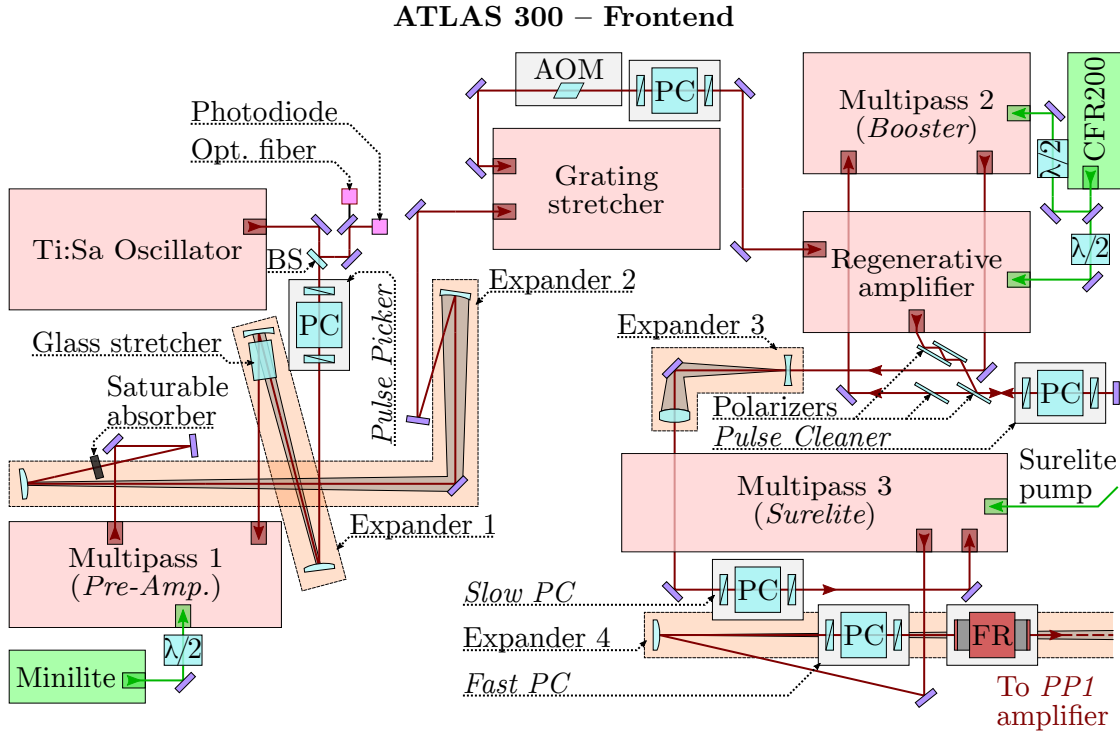 ATLAS 300 – Frontend
AOM
PC
Multipass 2
(Booster)
CFR200
λ/2
Photodiode
Opt. fiber
Grating
stretcher
Ti:Sa Oscillator
BS
PC
Pulse Picker
Expander 2
Regenerative
amplifier
λ/2
Glass stretcher
Expander 3
Saturable
absorber
Polarizers
Pulse Cleaner
PC
Surelite
pump
Multipass 3
(Surelite)
Expander 1
Multipass 1
(Pre-Amp.)
Slow PC
PC
Expander 4
PC
FR
Fast PC
λ/2
Minilite
To PP1
amplifier